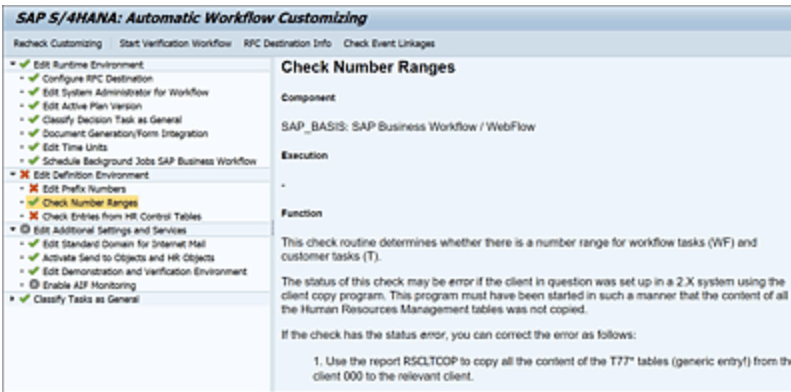 SAP S/4HANA: Automatic Workflow Customizing
Recheck Customizing Start Verification Workflow RFC Destination Info Check Event Linkages
Edit Runtime Environment
Configure RFC Destination
Edit System Administrator for Workflow
Edit Active Plan Version
Classify Decision Task as General
Document Generation/Form Integration
Edit Time Units
Schedule Background Jobs SAP Business Workflow
Edit Definition Environment
Edit Prefix Numbers
Check Number Ranges
Check Entries from HR Control Tables
Edit Additional Settings and Services
Edit Standard Domain for Internet Mail
Activate Send to Objects and HR Objects
Edit Demonstration and Verification Environment
Enable AIF Monitoring
Classify Tasks as General
Check Number Ranges
Component
SAP_BASIS: SAP Business Workflow / WebFlow
Execution
-
Function
This check routine determines whether there is a number range for workflow tasks (WF) and
customer tasks (T).
The status of this check may be error if the client in question was set up in a 2.X system using the
client copy program. This program must have been started in such a manner that the content of all
the Human Resources Management tables was not copied.
If the check has the status error, you can correct the error as follows:
1. Use the report RSCLTCOP to copy all the content of the T77* tables (generic entry!) from the
client 000 to the relevant client.